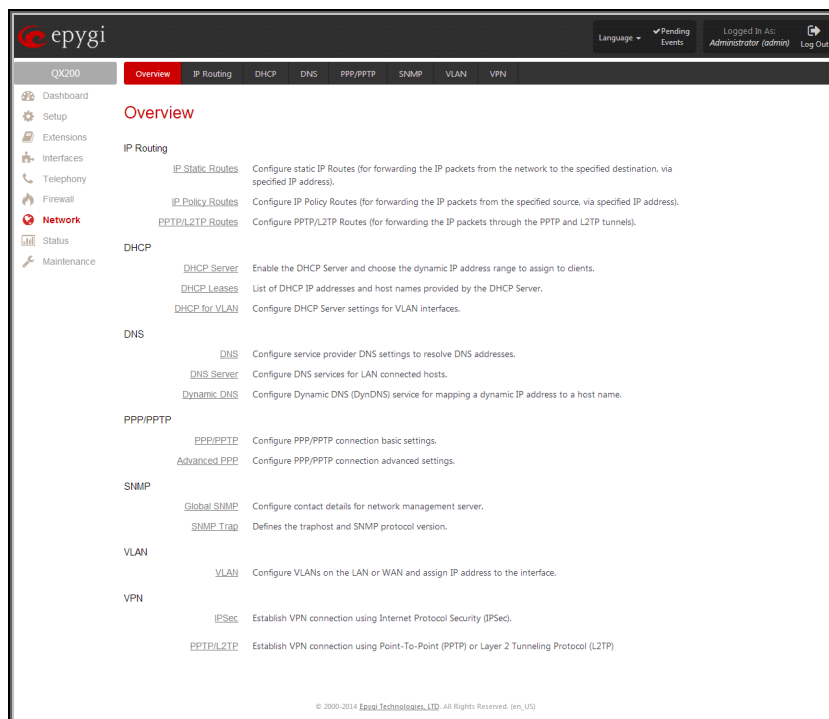 epygi
Language
Pending Events
Logged In As:
Administrator (admin)
Log Out
QX200
Overview IP Routing DHCP DNS PPP/PPTP SNMP VLAN VPN
Dashboard
Setup
Extensions
Interfaces
Telephony
Firewall
Network
Status
Maintenance
Overview
IP Routing
IP Static Routes Configure static IP Routes (for forwarding the IP packets from the network to the specified destination, via
specified IP address).
IP Policy Routes Configure IP Policy Routes (for forwarding the IP packets from the specified source, via specified IP address).
PPTP/L2TP Routes Configure PPTP/L2TP Routes (for forwarding the IP packets through the PPTP and L2TP tunnels).
DHCP
DHCP Server Enable the DHCP Server and choose the dynamic IP address range to assign to clients.
DHCP Leases List of DHCP IP addresses and host names provided by the DHCP Server.
DHCP for VLAN Configure DHCP Server settings for VLAN interfaces.
DNS
DNS Configure service provider DNS settings to resolve DNS addresses.
DNS Server Configure DNS services for LAN connected hosts.
Dynamic DNS Configure Dynamic DNS (DynDNS) service for mapping a dynamic IP address to a host name.
PPP/PPTP
PPP/PPTP Configure PPP/PPTP connection basic settings.
Advanced PPP Configure PPP/PPTP connection advanced settings.
SNMP
Global SNMP Configure contact details for network management server.
SNMP Trap Defines the traphost and SNMP protocol version.
VLAN
VLAN Configure VLANs on the LAN or WAN and assign IP address to the interface.
VPN
IPSec Establish VPN connection using Internet Protocol Security (IPSec).
PPTP/L2TP Establish VPN connection using Point-To-Point (PPTP) or Layer 2 Tunneling Protocol (L2TP)
© 2000-2014 Epygi Technologies, LTD. All Rights Reserved. (en_US)